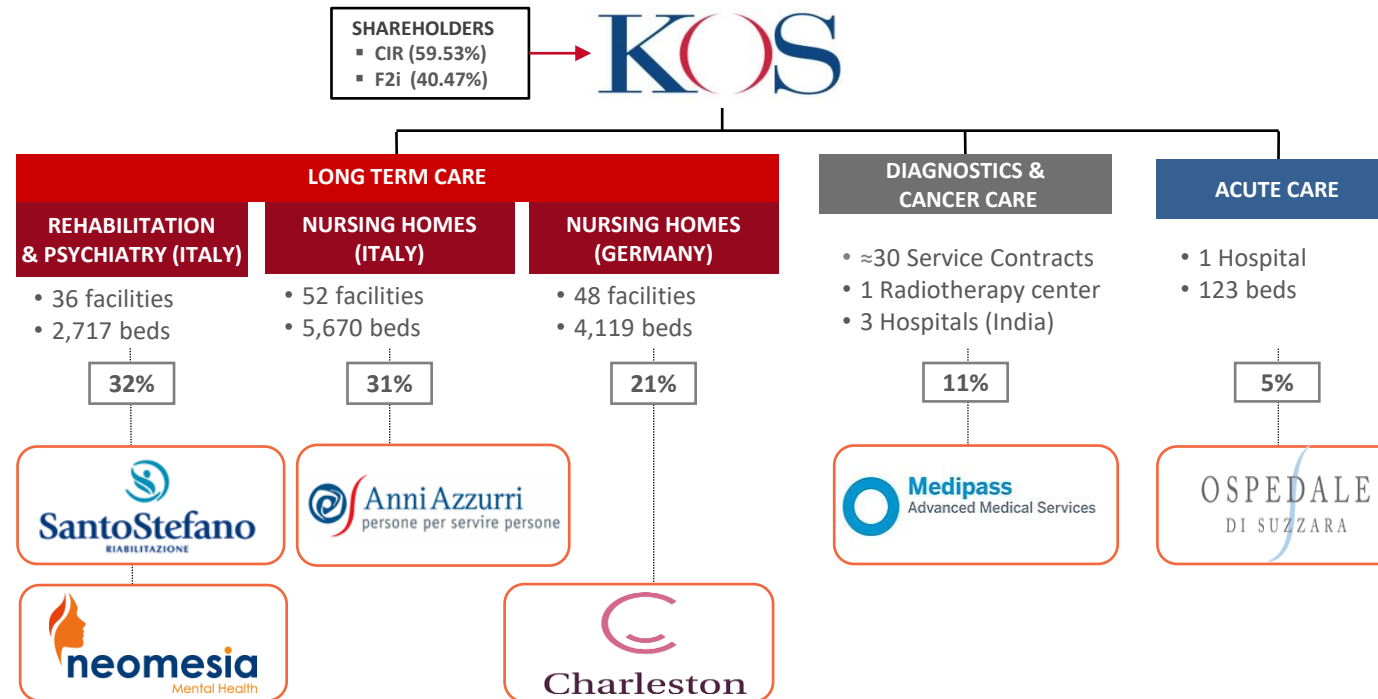 SHAREHOLDERS
▪ CIR (59.53%)
▪ F2i (40.47%)
KOS
LONG TERM CARE
REHABILITATION
& PSYCHIATRY (ITALY)
• 36 facilities
• 2,717 beds
32%
SantoStefano
RIABILITAZIONE
neomesia
Mental Health
NURSING HOMES
(ITALY)
• 52 facilities
• 5,670 beds
31%
Anni Azzurri
persone per servire persone
NURSING HOMES
(GERMANY)
• 48 facilities
• 4,119 beds
21%
Charleston
DIAGNOSTICS &
CANCER CARE
• ≈30 Service Contracts
• 1 Radiotherapy center
• 3 Hospitals (India)
11%
Medipass
Advanced Medical Services
ACUTE CARE
• 1 Hospital
• 123 beds
5%
OSPEDALE
DI SUZZARA